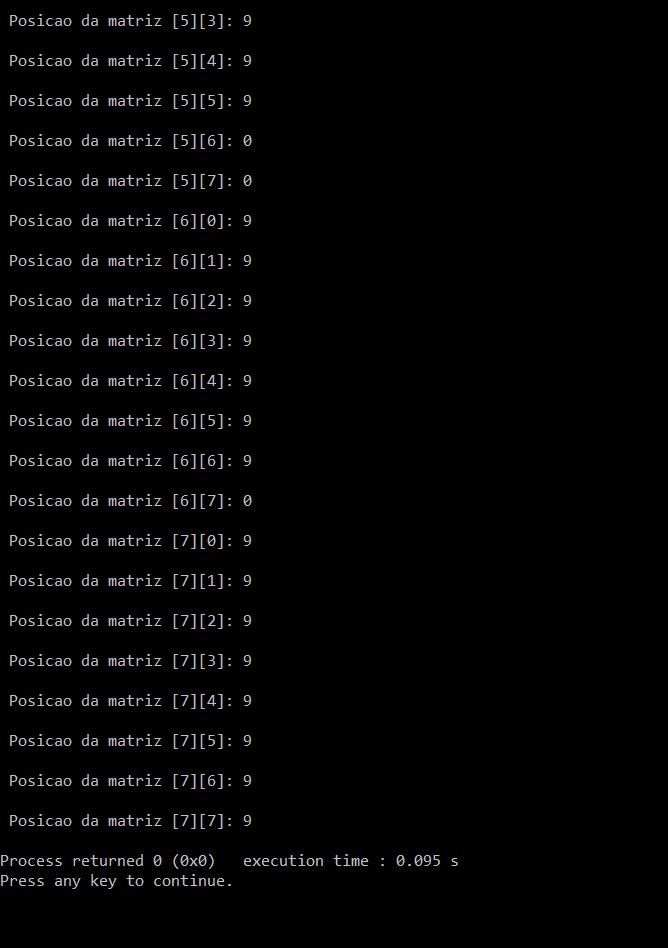 Posicao da matriz [5][3]: 9
Posicao da matriz [5][4]: 9
Posicao da matriz [5][5]: 9
Posicao da matriz [5][6]: 0
Posicao da matriz [5][7]: 0
Posicao da matriz [6][0]: 9
Posicao da matriz [6][1]: 9
Posicao da matriz [6][2]: 9
Posicao da matriz [6][3]: 9
Posicao da matriz [6][4]: 9
Posicao da matriz [6][5]: 9
Posicao da matriz [6][6]: 9
Posicao da matriz [6][7]: 0
Posicao da matriz [7][0]: 9
Posicao da matriz [7][1]: 9
Posicao da matriz [7][2]: 9
Posicao da matriz [7][3]: 9
Posicao da matriz [7][4]: 9
Posicao da matriz [7][5]: 9
Posicao da matriz [7][6]: 9
Posicao da matriz [7][7]: 9
Process returned 0 (0x0)   execution time : 0.095 s
Press any key to continue.